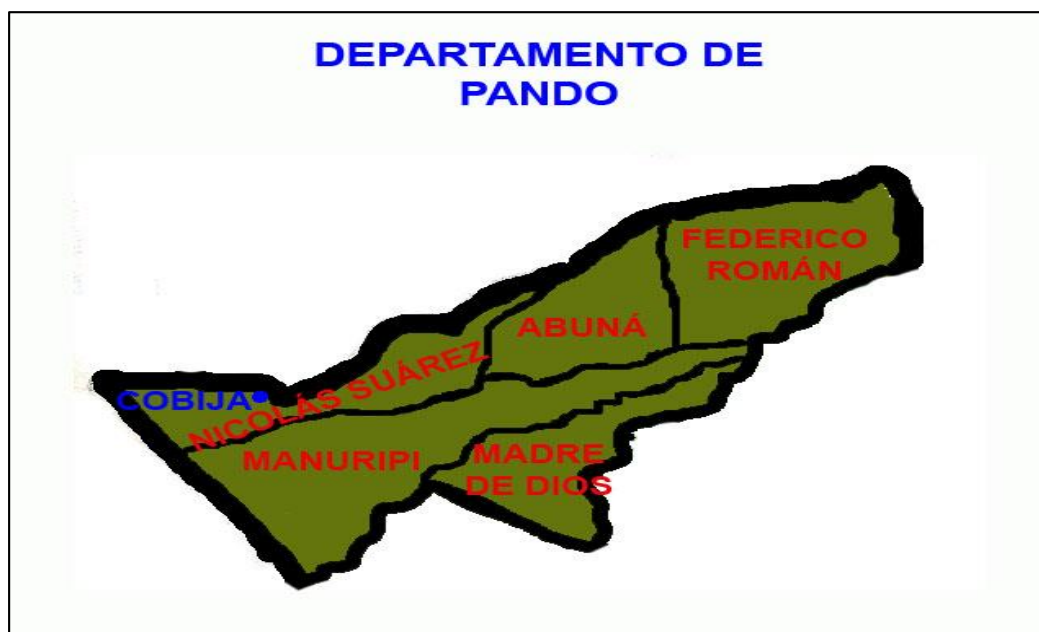 DEPARTAMENTO DE
PANDO
FEDERICO
ROMÁN
ABUNÁ
NICOLÁS SUÁREZ
COBIJA
MANURIPI
MADRE
DE DIOS